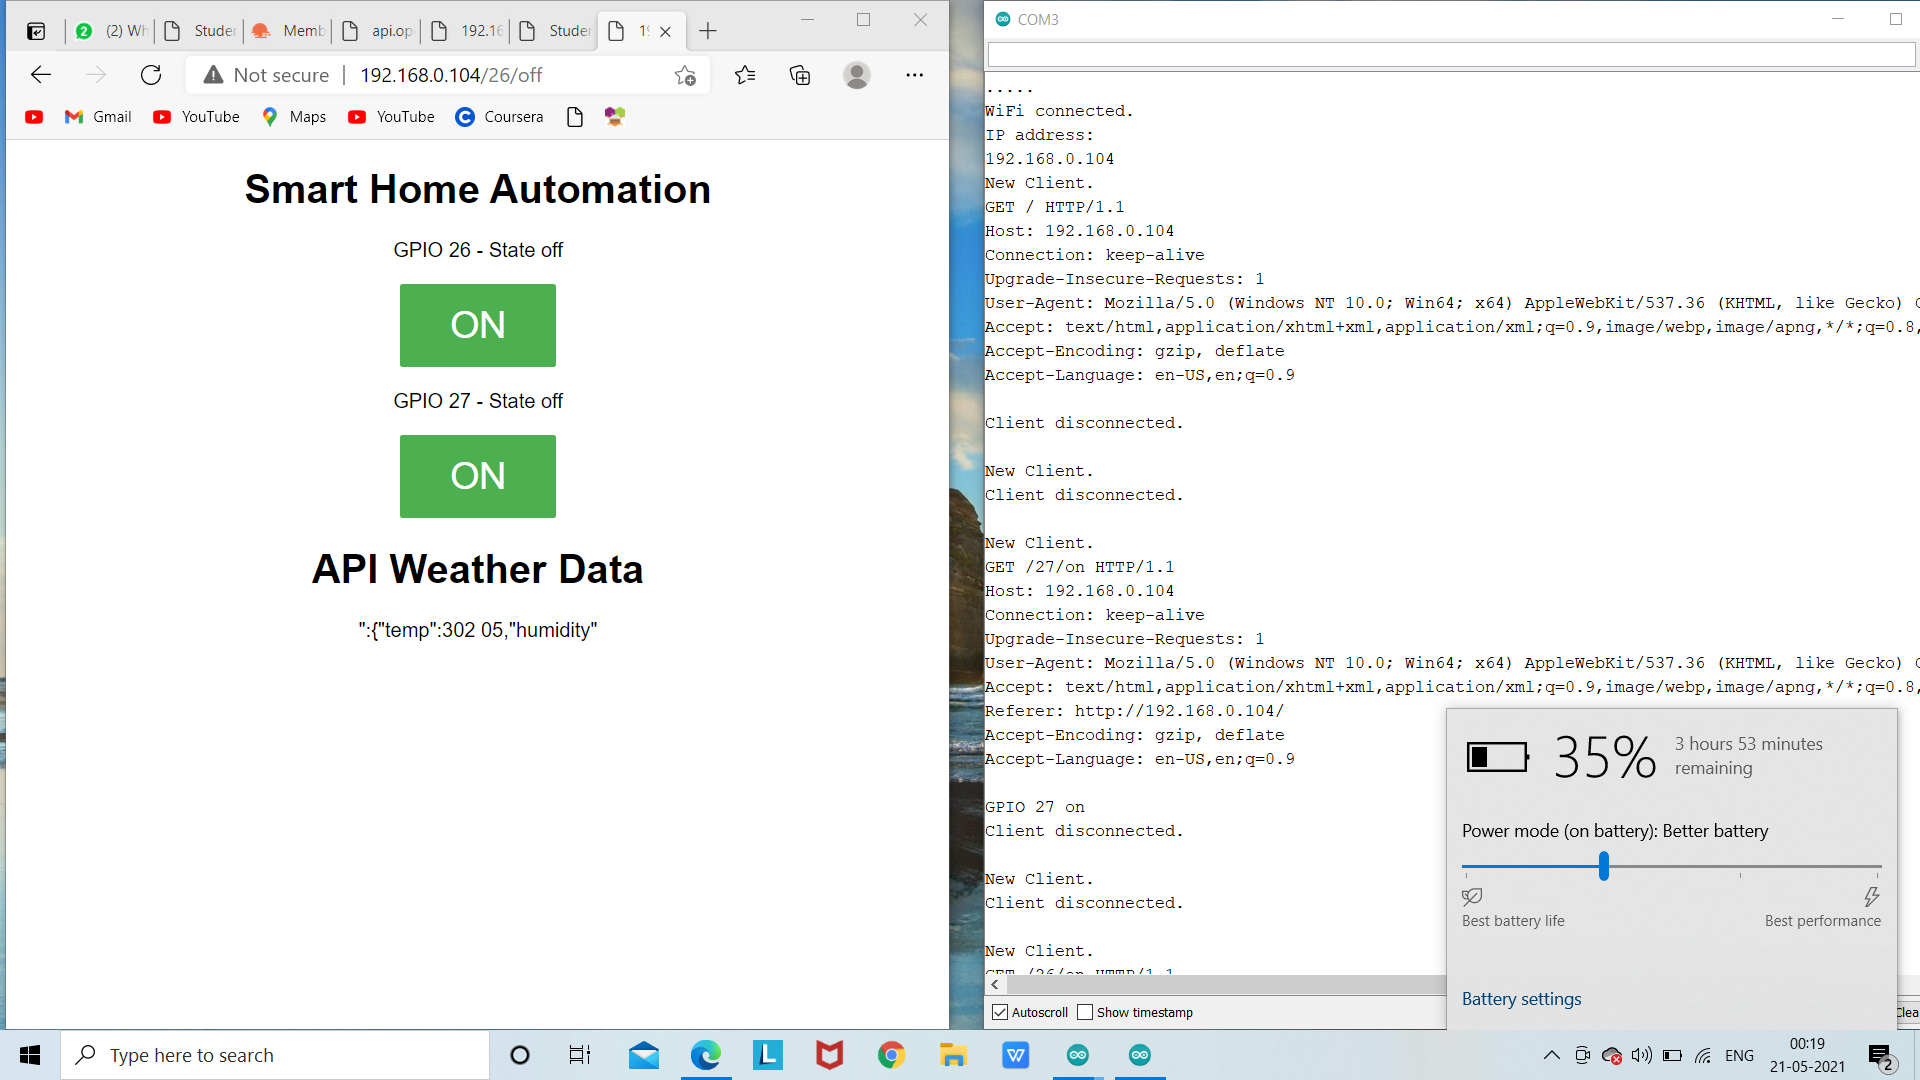 (2) Wh
Studer
Memb
api.op
192.16
Studer
19
Not secure | 192.168.0.104/26/off
Gmail
YouTube
Maps
YouTube
Coursera
Smart Home Automation
GPIO 26 - State off
ON
GPIO 27 - State off
ON
API Weather Data
":{"temp":302 05,"humidity"
COM3
.....
WiFi connected.
IP address:
192.168.0.104
New Client.
GET / HTTP/1.1
Host: 192.168.0.104
Connection: keep-alive
Upgrade-Insecure-Requests: 1
User-Agent: Mozilla/5.0 (Windows NT 10.0; Win64; x64) AppleWebKit/537.36 (KHTML, like Gecko)
Accept: text/html,application/xhtml+xml,application/xml;q=0.9,image/webp,image/apng,*/*;q=0.8,
Accept-Encoding: gzip, deflate
Accept-Language: en-US,en;q=0.9
Client disconnected.
New Client.
Client disconnected.
New Client.
GET /27/on HTTP/1.1
Host: 192.168.0.104
Connection: keep-alive
Upgrade-Insecure-Requests: 1
User-Agent: Mozilla/5.0 (Windows NT 10.0; Win64; x64) AppleWebKit/537.36 (KHTML, like Gecko)
Accept: text/html,application/xhtml+xml,application/xml;q=0.9,image/webp,image/apng,*/*;q=0.8,
Referer: http://192.168.0.104/
Accept-Encoding: gzip, deflate
Accept-Language: en-US,en;q=0.9
GPIO 27 on
Client disconnected.
New Client.
Client disconnected.
New Client.
GET /26/on HTTP/1.1
Autoscroll
Show timestamp
Clea
35%
3 hours 53 minutes
remaining
Power mode (on battery): Better battery
Best battery life
Best performance
Battery settings
Type here to search
ENG
00:19
21-05-2021
2